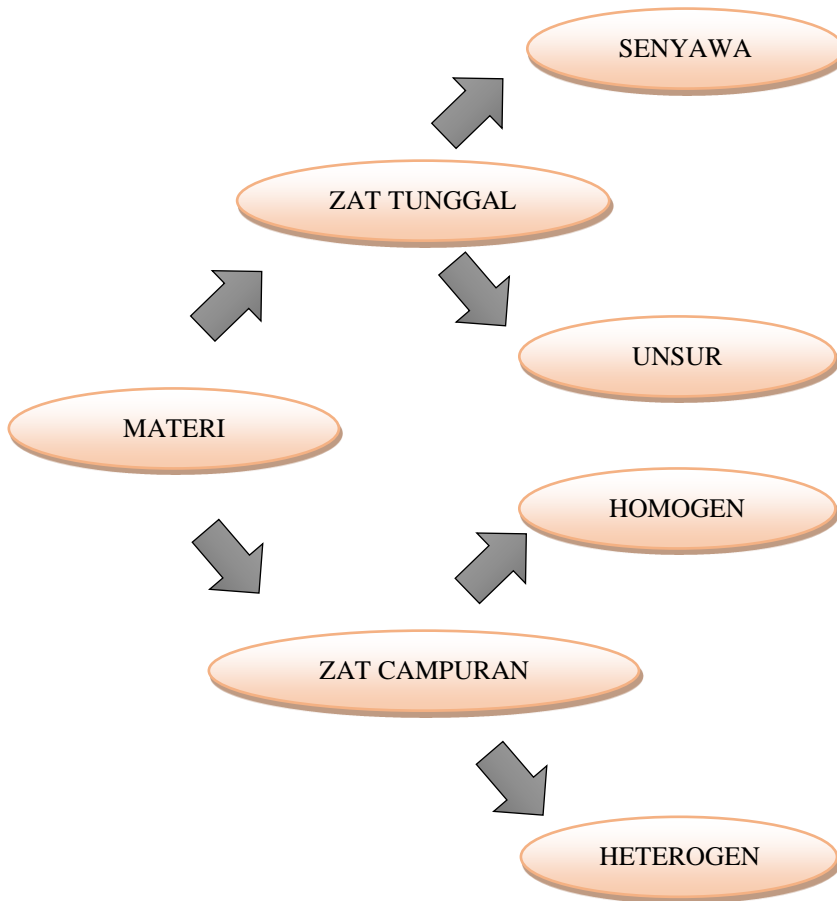 SENYAWA
ZAT TUNGGAL
UNSUR
MATERI
HOMOGEN
ZAT CAMPURAN
HETEROGEN